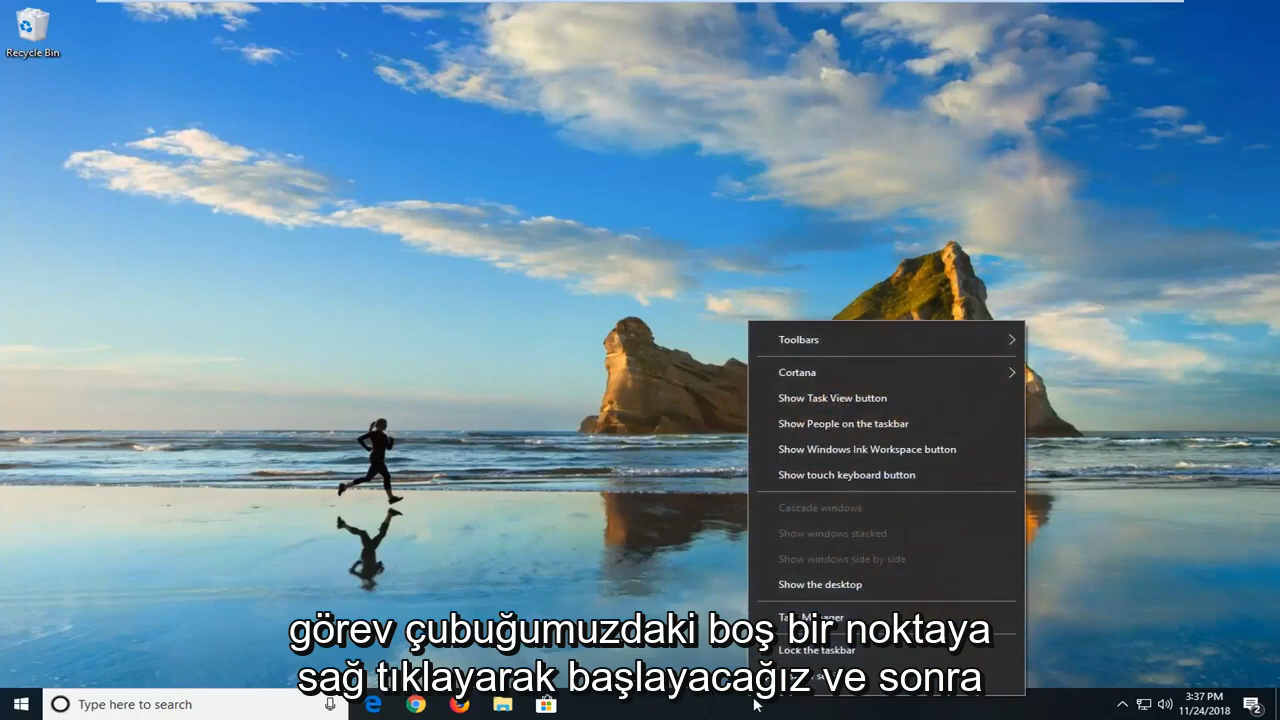 Recycle Bin
Toolbars
Cortana
Show Task View button
Show People on the taskbar
Show Windows Ink Workspace button
Show touch keyboard button
Cascade windows
Show windows stacked
Show windows side by side
Show the desktop
Task Manager
görev çubuğumuzdaki boş bir noktaya
Lock the taskbar
sağ tıklayarak başlayacağız ve sonra
Type here to search
3:37 PM
11/24/2018
2